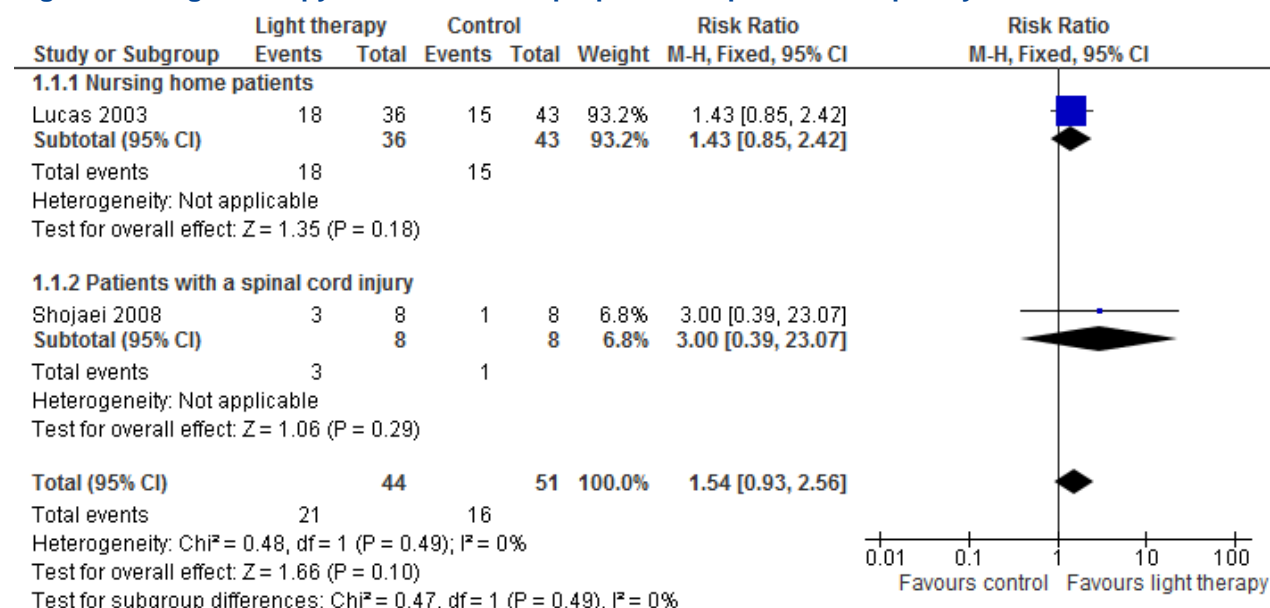 Light therapy Control Risk Ratio Risk Ratio
Study or Subgroup Events Total Events Total Weight M-H, Fixed, 95% CI M-H, Fixed, 95% CI
1.1.1 Nursing home patients
Lucas 2003 18 36 15 43 93.2% 1.43 [0.85, 2.42]
Subtotal (95% CI) 36 43 93.2% 1.43 [0.85, 2.42]
Total events 18 15
Heterogeneity: Not applicable
Test for overall effect: Z = 1.35 (P = 0.18)
1.1.2 Patients with a spinal cord injury
Shojaei 2008 3 8 1 8 6.8% 3.00 [0.39, 23.07]
Subtotal (95% CI) 8 8 6.8% 3.00 [0.39, 23.07]
Total events 3 1
Heterogeneity: Not applicable
Test for overall effect: Z = 1.06 (P = 0.29)
Total (95% CI) 44 51 100.0% 1.54 [0.93, 2.56]
Total events 21 16
Heterogeneity: Chi² = 0.48, df = 1 (P = 0.49); I² = 0%
Test for overall effect: Z = 1.66 (P = 0.10)
Test for subgroup differences: Chi² = 0.47, df = 1 (P = 0.49), I² = 0%
0.01 0.1 1 10 100
Favours control Favours light therapy